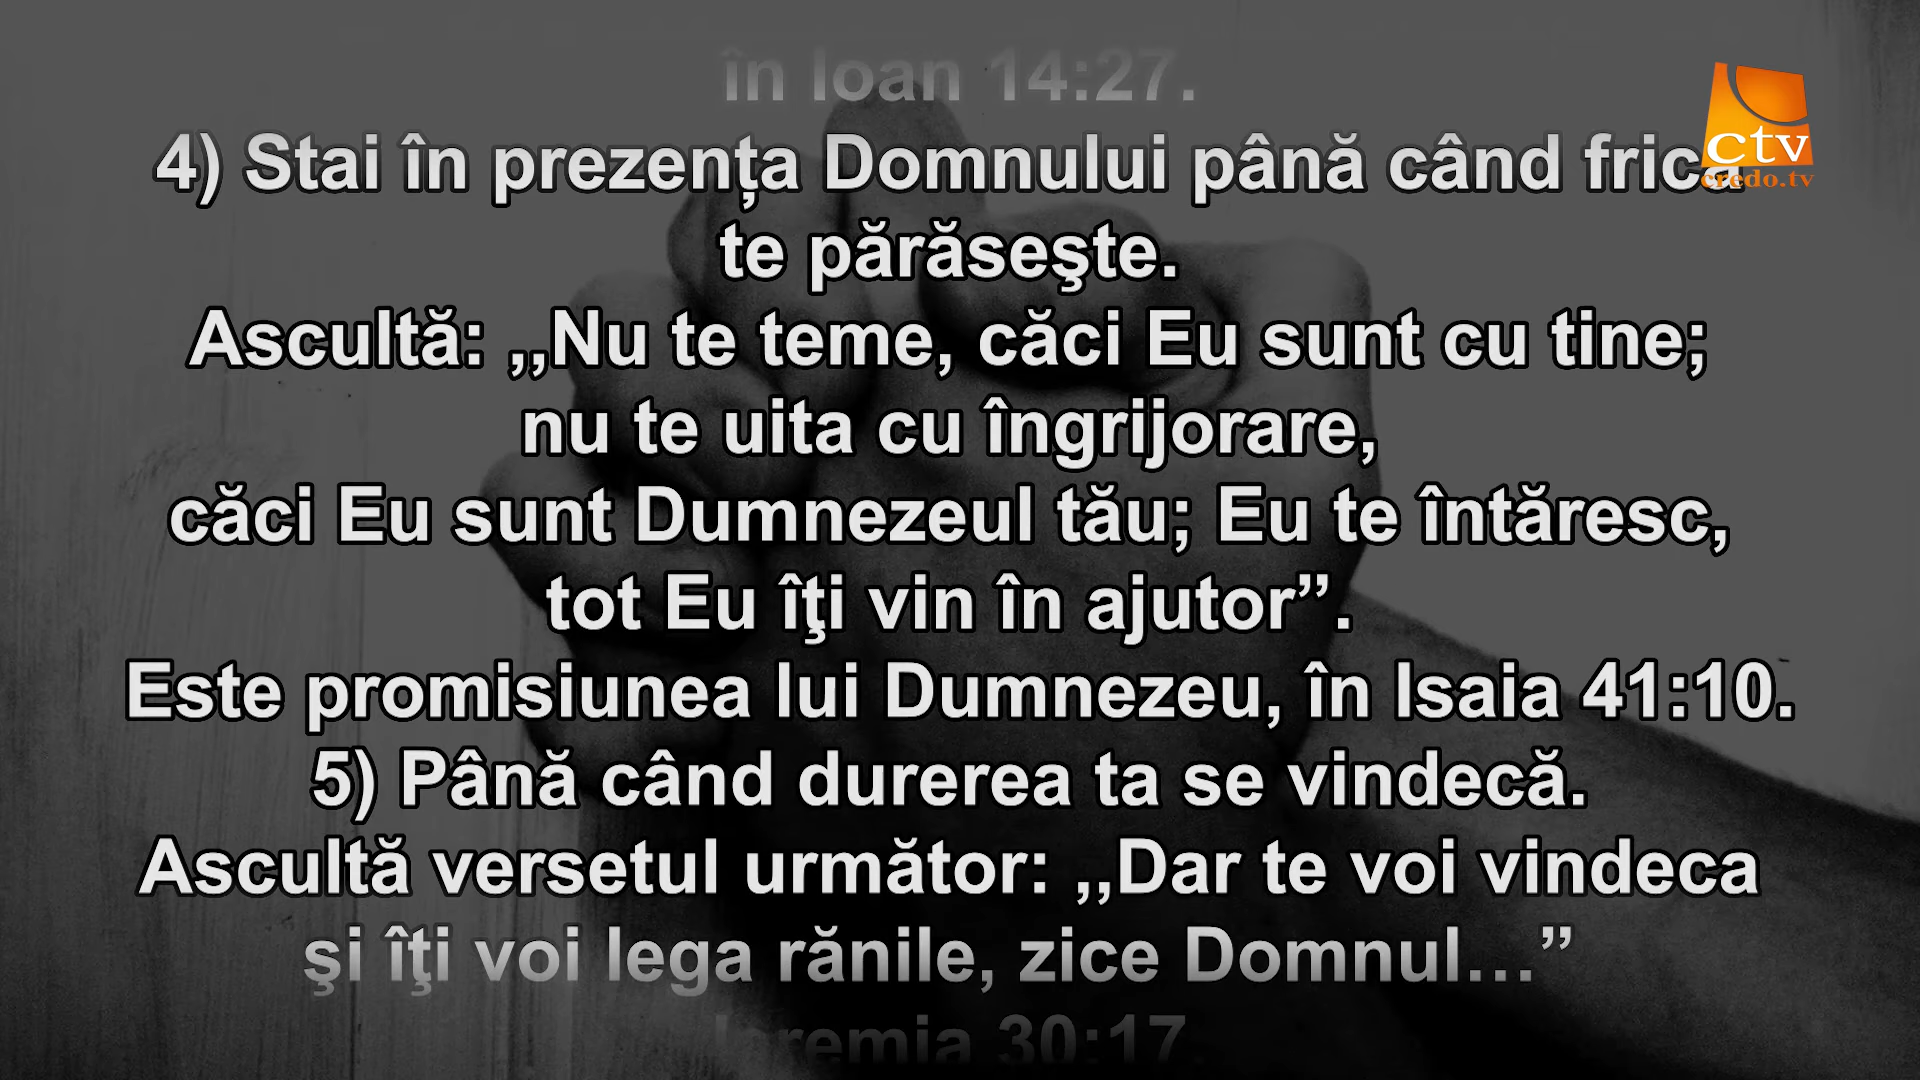 în Ioan 14:27.
4) Stai în prezența Domnului până când frica
te părăseşte.
Ascultă: ,,Nu te teme, căci Eu sunt cu tine;
nu te uita cu îngrijorare,
căci Eu sunt Dumnezeul tău; Eu te întăresc,
tot Eu îţi vin în ajutor”.
Este promisiunea lui Dumnezeu, în Isaia 41:10.
5) Până când durerea ta se vindecă.
Ascultă versetul următor: ,,Dar te voi vindeca
şi îţi voi lega rănile, zice Domnul…”
Ieremia 30:17.
ctv
credo.tv